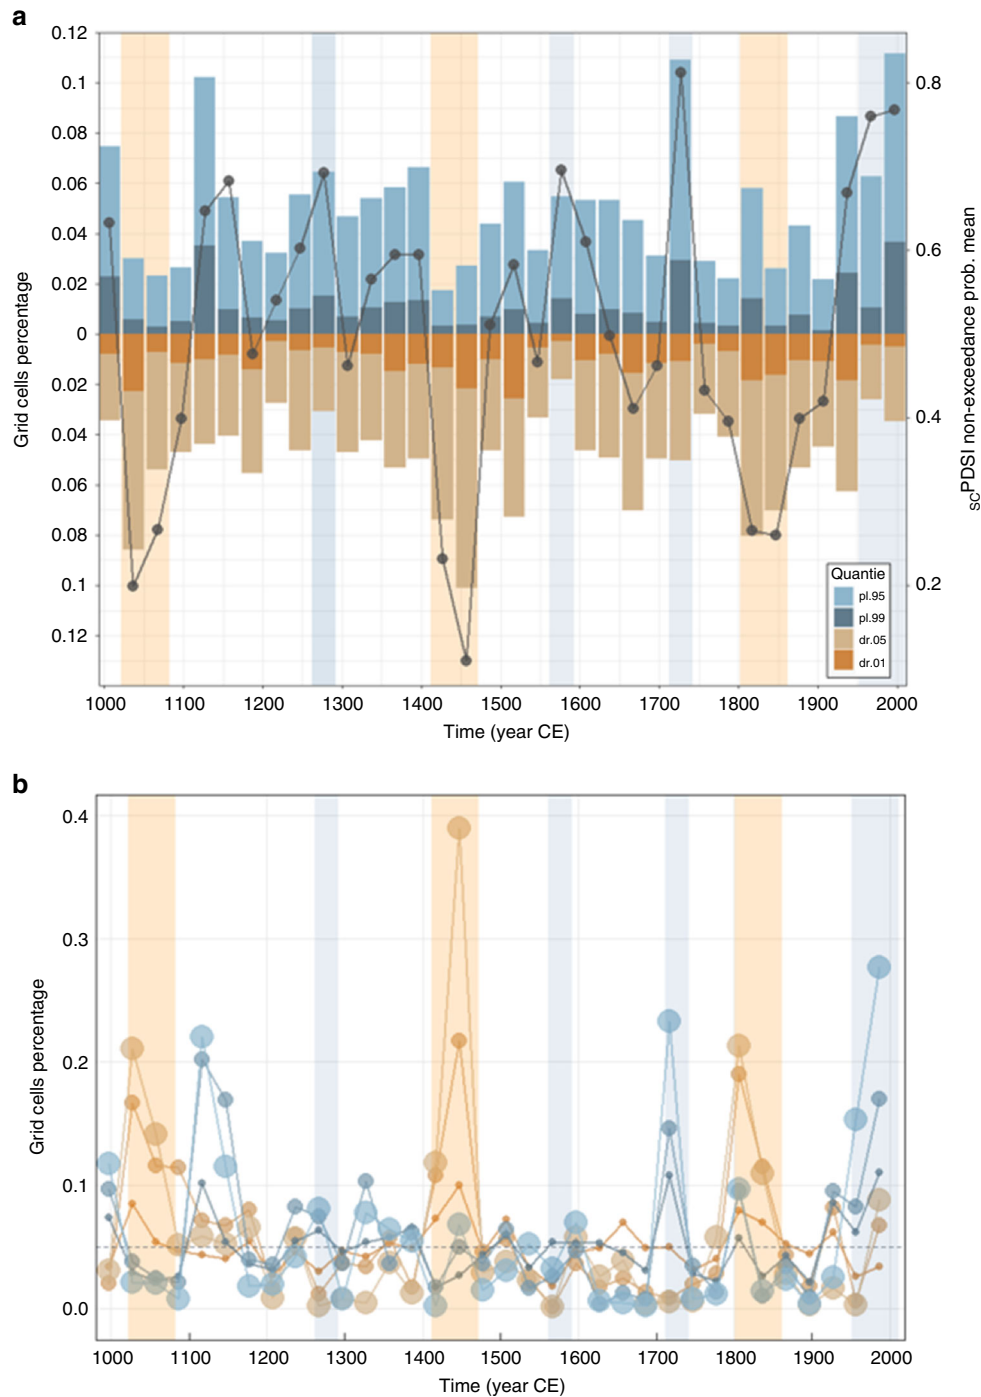 a
0.12
0.1
0.08
0.06
0.04
0.02
0
0.02
0.04
0.06
0.08
0.1
0.12
Grid cells percentage
0.8
0.6
0.4
0.2
SCPDSI non-exceedance prob. mean
Quantie
pl.95
pl.99
dr.05
dr.01
1000 1100 1200 1300 1400 1500 1600 1700 1800 1900 2000
Time (year CE)
b
0.4
0.3
0.2
0.1
0.0
Grid cells percentage
1000 1100 1200 1300 1400 1500 1600 1700 1800 1900 2000
Time (year CE)